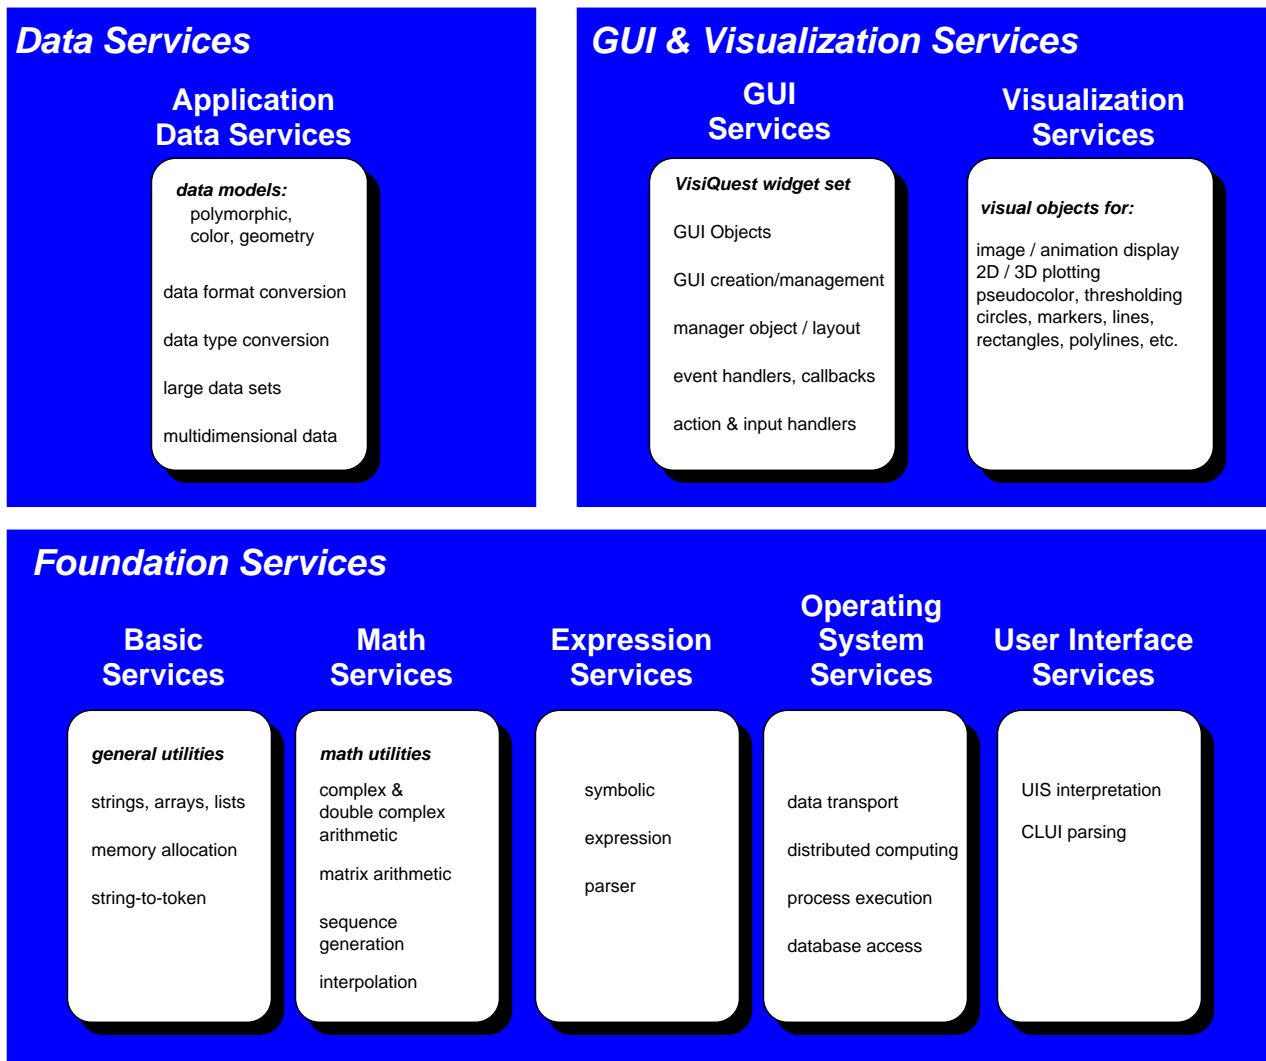 Data Services
Application
Data Services
data models:
polymorphic,
color, geometry
data format conversion
data type conversion
large data sets
multidimensional data
GUI & Visualization Services
GUI
Services
VisiQuest widget set
GUI Objects
GUI creation/management
manager object / layout
event handlers, callbacks
action & input handlers
Visualization
Services
visual objects for:
image / animation display
2D / 3D plotting
pseudocolor, thresholding
circles, markers, lines,
rectangles, polylines, etc.
Foundation Services
Basic
Services
general utilities
strings, arrays, lists
memory allocation
string-to-token
Math
Services
math utilities
complex &
double complex
arithmetic
matrix arithmetic
sequence
generation
interpolation
Expression
Services
symbolic
expression
parser
Operating
System
Services
data transport
distributed computing
process execution
database access
User Interface
Services
UIS interpretation
CLUI parsing